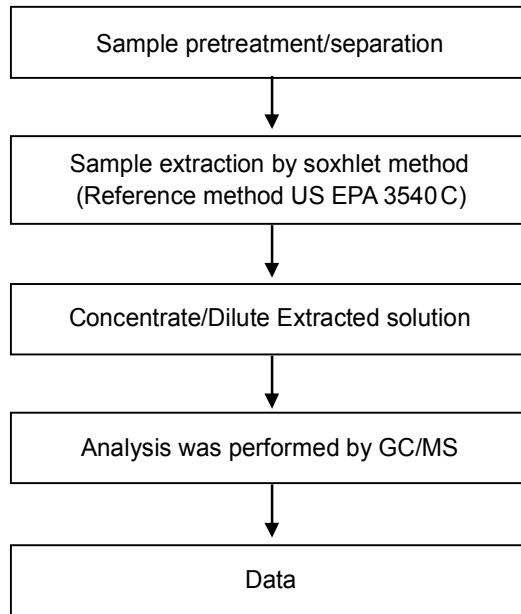 Sample pretreatment/separation
Sample extraction by soxhlet method
(Reference method US EPA 3540 C)
Concentrate/Dilute Extracted solution
Analysis was performed by GC/MS
Data